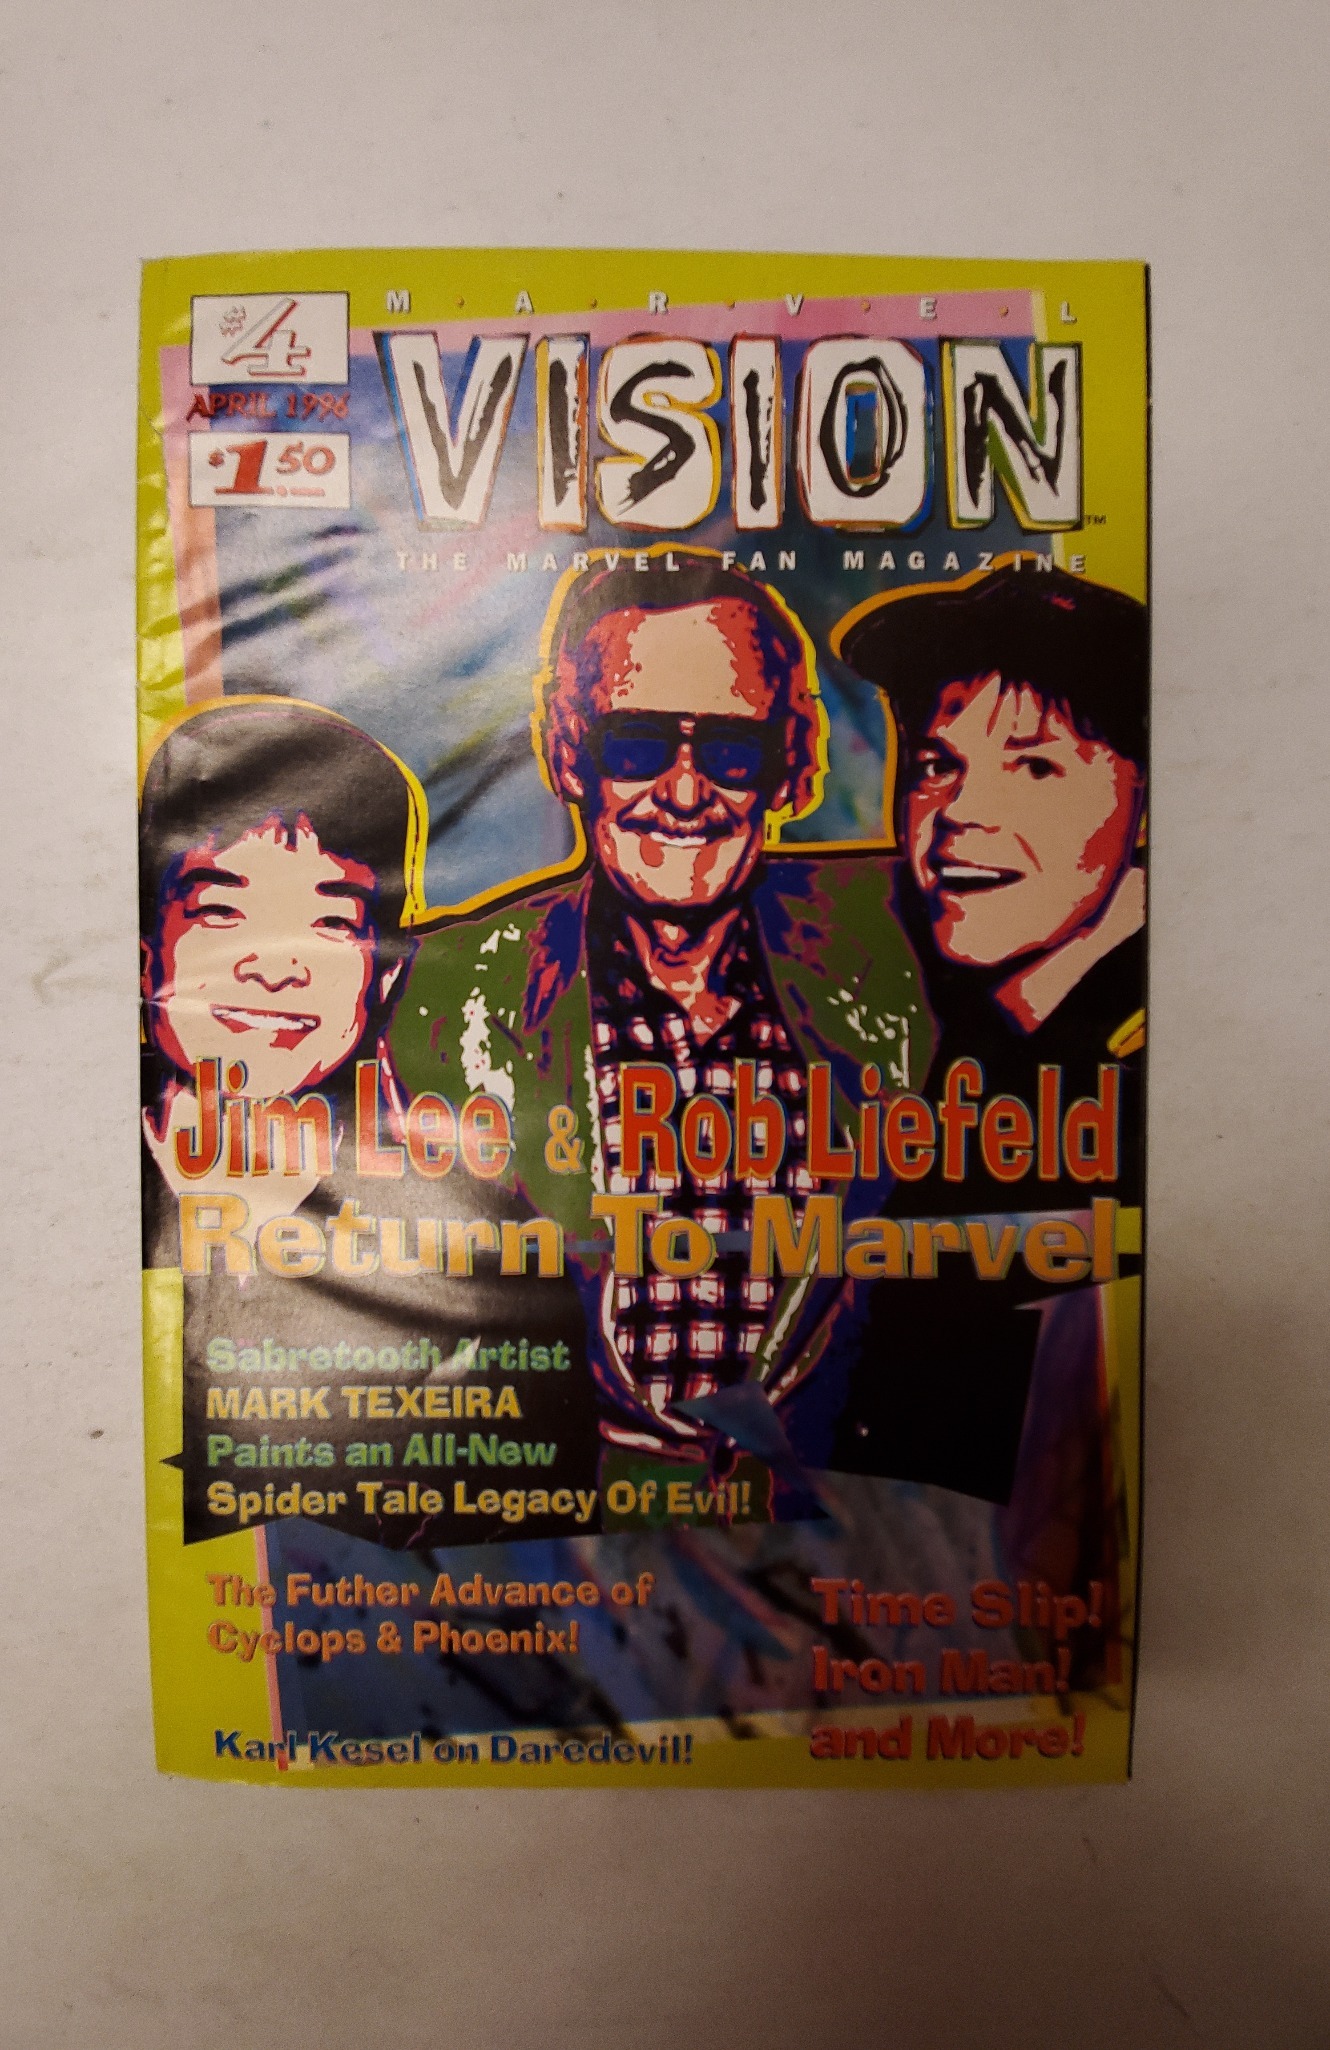 #4
APRIL 1996
$1.50
M·A·R·V·E·L
VISION™
THE MARVEL FAN MAGAZINE
Jim Lee & Rob Liefeld
Return To Marvel
Sabretooth Artist
MARK TEXEIRA
Paints an All-New
Spider Tale Legacy Of Evil!
The Futher Advance of
Cyclops & Phoenix!
Karl Kesel on Daredevil!
Time Slip!
Iron Man!
and More!